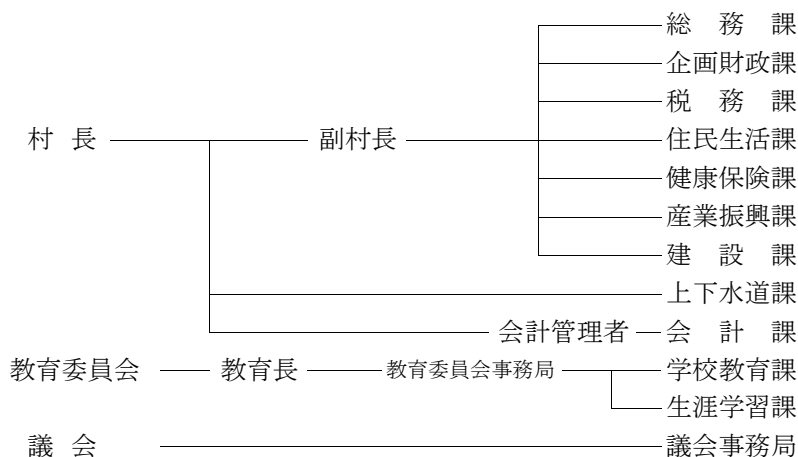 総務課
企画財政課
税務課
村長 副村長 住民生活課
健康保険課
産業振興課
建設課
上下水道課
会計管理者 会計課
教育委員会 教育長 教育委員会事務局 学校教育課
生涯学習課
議会 議会事務局